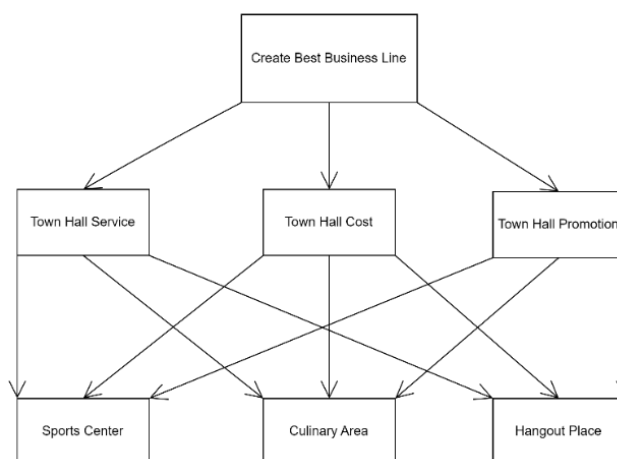 Create Best Business Line
Town Hall Service
Town Hall Cost
Town Hall Promotion
Sports Center
Culinary Area
Hangout Place